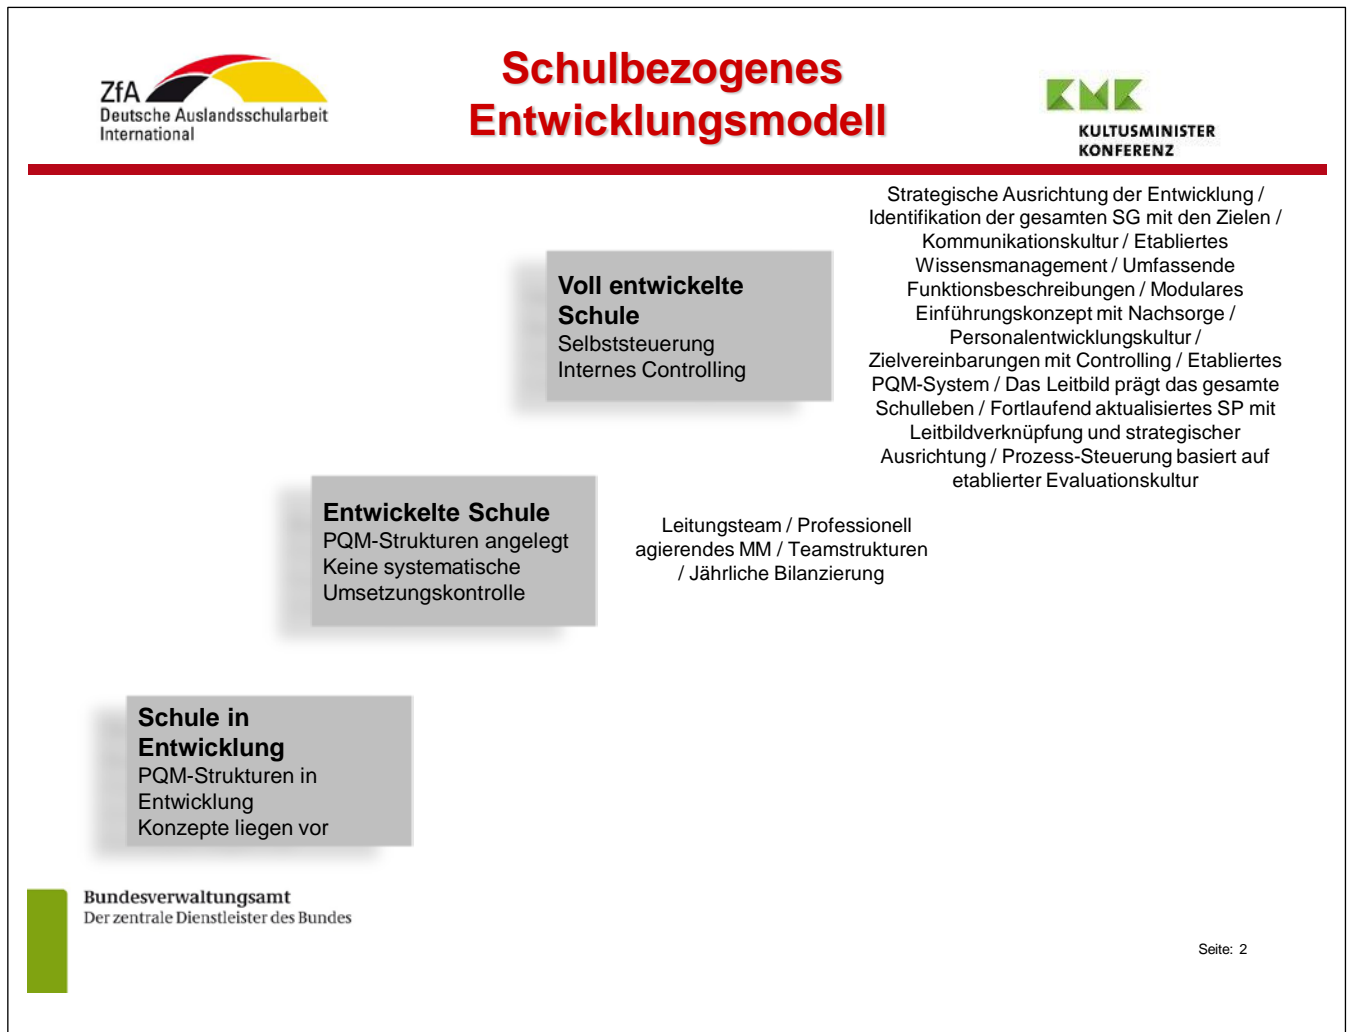 ZfA
Deutsche Auslandsschularbeit
International
Schulbezogenes
Entwicklungsmodell
KMK
KULTUSMINISTER
KONFERENZ
Strategische Ausrichtung der Entwicklung /
Identifikation der gesamten SG mit den Zielen /
Kommunikationskultur / Etabliertes
Wissensmanagement / Umfassende
Funktionsbeschreibungen / Modulares
Einführungskonzept mit Nachsorge /
Personalentwicklungskultur /
Zielvereinbarungen mit Controlling / Etabliertes
PQM-System / Das Leitbild prägt das gesamte
Schulleben / Fortlaufend aktualisiertes SP mit
Leitbildverknüpfung und strategischer
Ausrichtung / Prozess-Steuerung basiert auf
etablierter Evaluationskultur
Voll entwickelte
Schule
Selbststeuerung
Internes Controlling
Entwickelte Schule
PQM-Strukturen angelegt
Keine systematische
Umsetzungskontrolle
Leitungsteam / Professionell
agierendes MM / Teamstrukturen
/ Jährliche Bilanzierung
Schule in
Entwicklung
PQM-Strukturen in
Entwicklung
Konzepte liegen vor
Bundesverwaltungsamt
Der zentrale Dienstleister des Bundes
Seite: 2